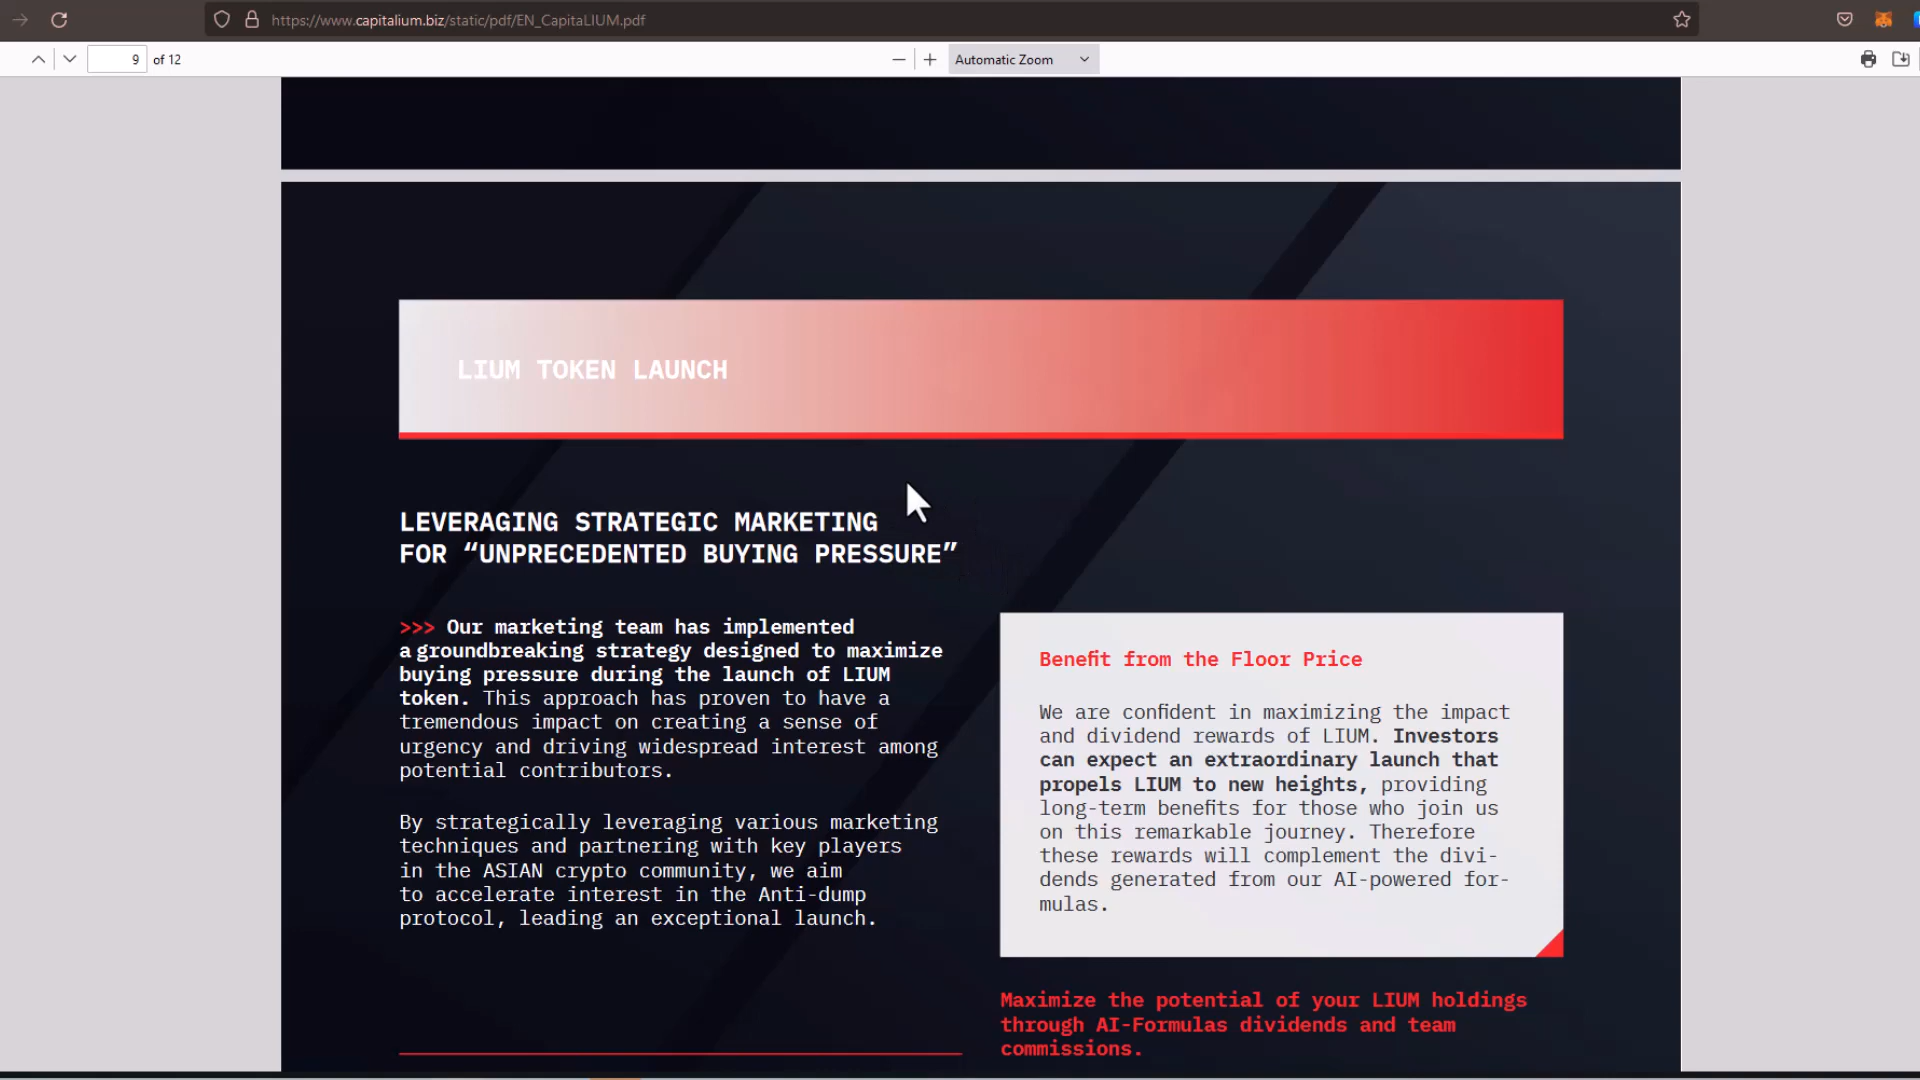 https://www.capitalium.biz/static/pdf/EN_CapitaLIUM.pdf
9 of 12
Automatic Zoom
LIUM TOKEN LAUNCH
LEVERAGING STRATEGIC MARKETING
FOR “UNPRECEDENTED BUYING PRESSURE”
>>> Our marketing team has implemented
a groundbreaking strategy designed to maximize
buying pressure during the launch of LIUM
token. This approach has proven to have a
tremendous impact on creating a sense of
urgency and driving widespread interest among
potential contributors.
By strategically leveraging various marketing
techniques and partnering with key players
in the ASIAN crypto community, we aim
to accelerate interest in the Anti-dump
protocol, leading an exceptional launch.
Benefit from the Floor Price
We are confident in maximizing the impact
and dividend rewards of LIUM. Investors
can expect an extraordinary launch that
propels LIUM to new heights, providing
long-term benefits for those who join us
on this remarkable journey. Therefore
these rewards will complement the divi-
dends generated from our AI-powered for-
mulas.
Maximize the potential of your LIUM holdings
through AI-Formulas dividends and team
commissions.